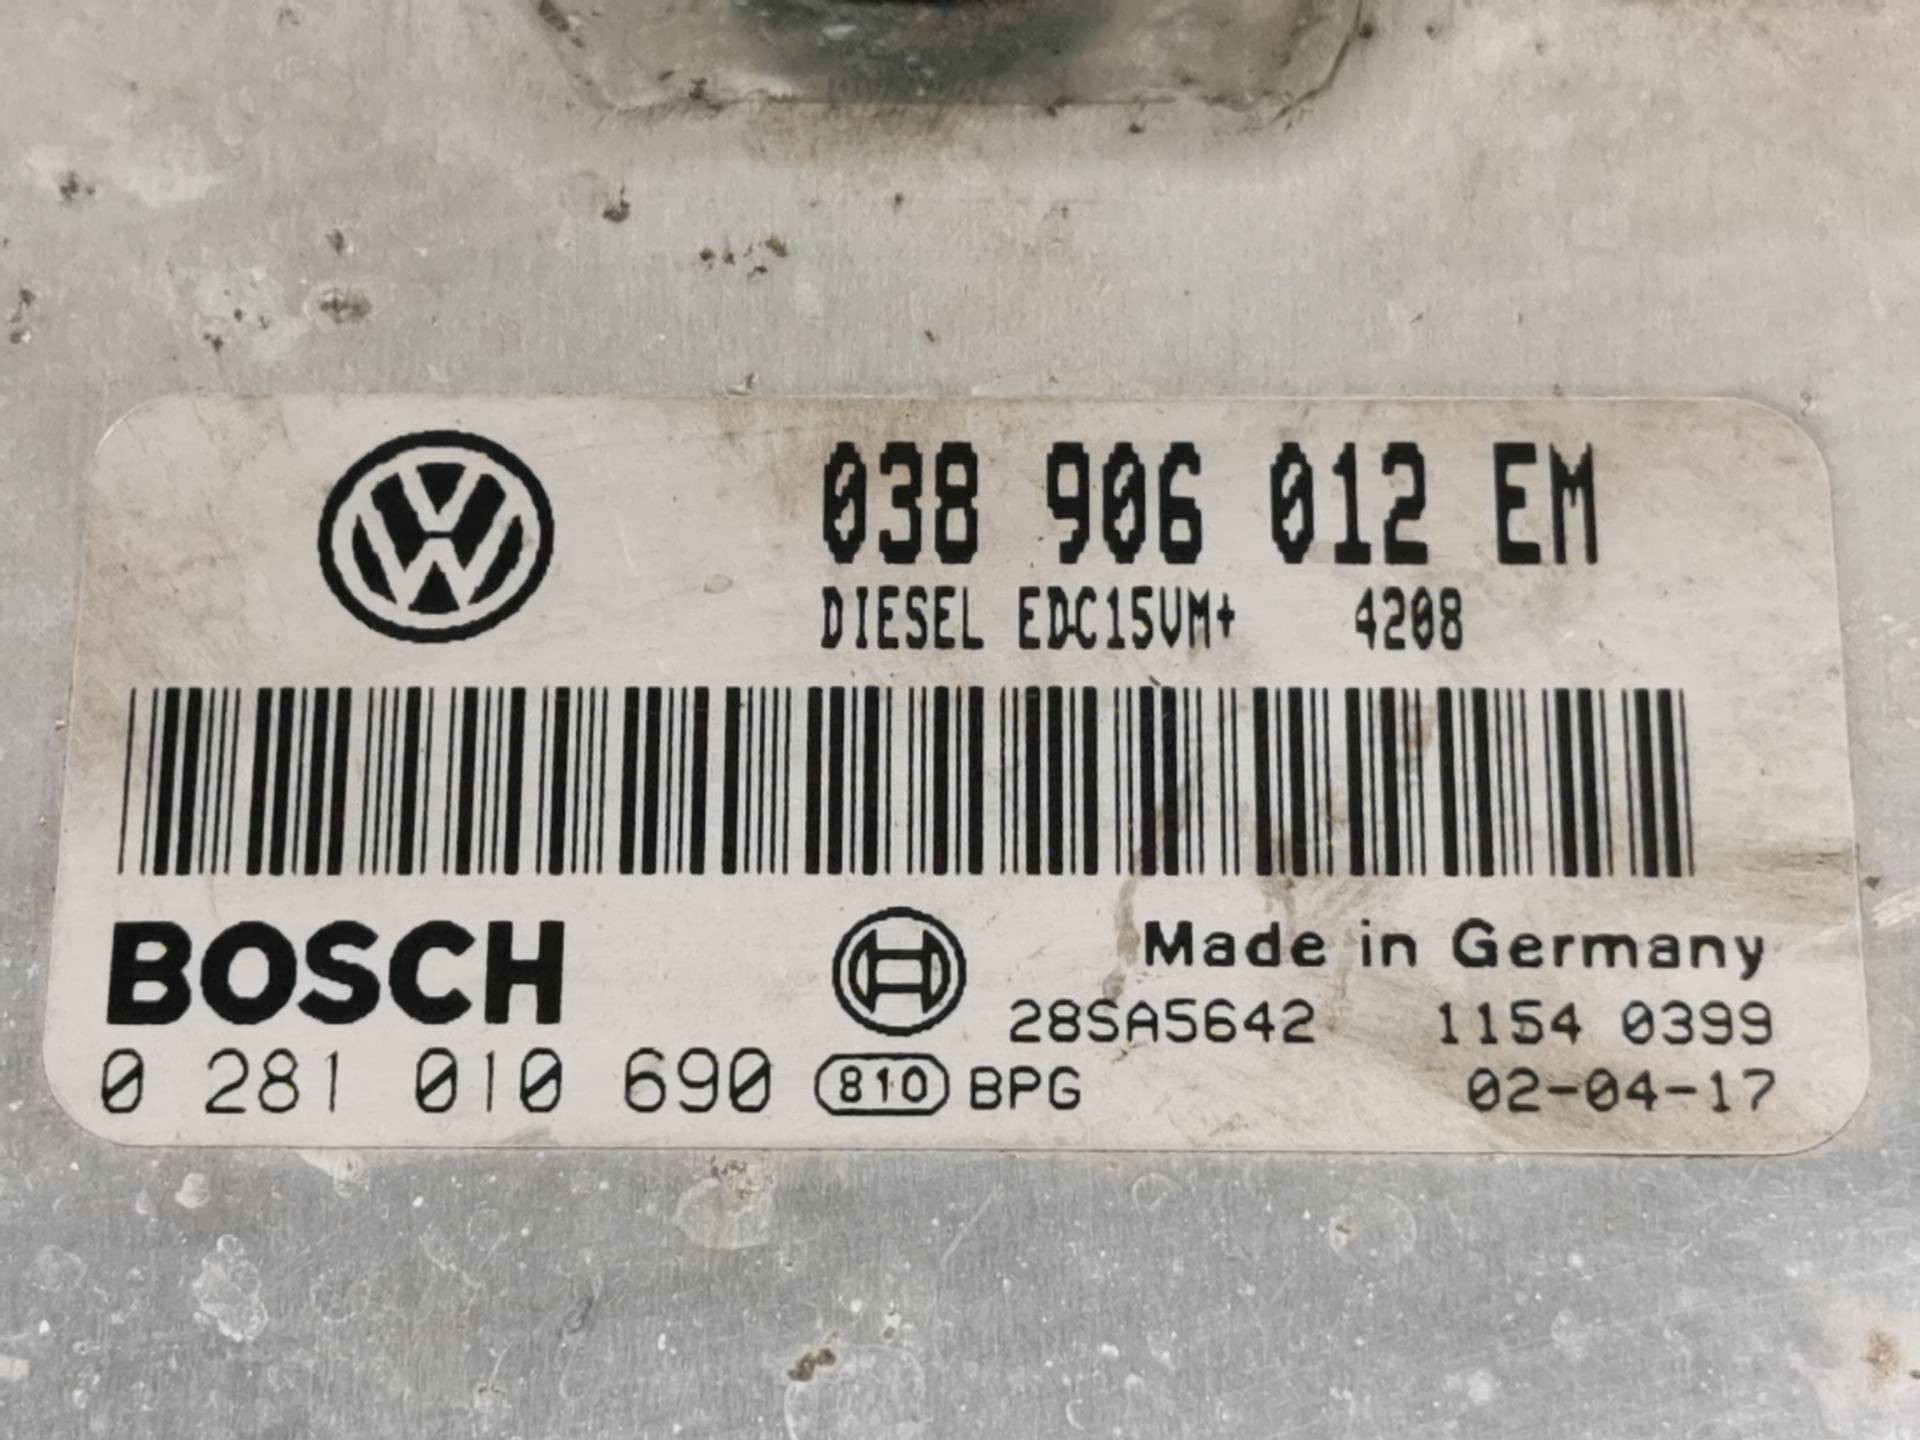 038 906 012 EM
DIESEL EDC15VM+ 4208
BOSCH
Made in Germany
28SA5642 1154 0399
0 281 010 690 810 BPG 02-04-17